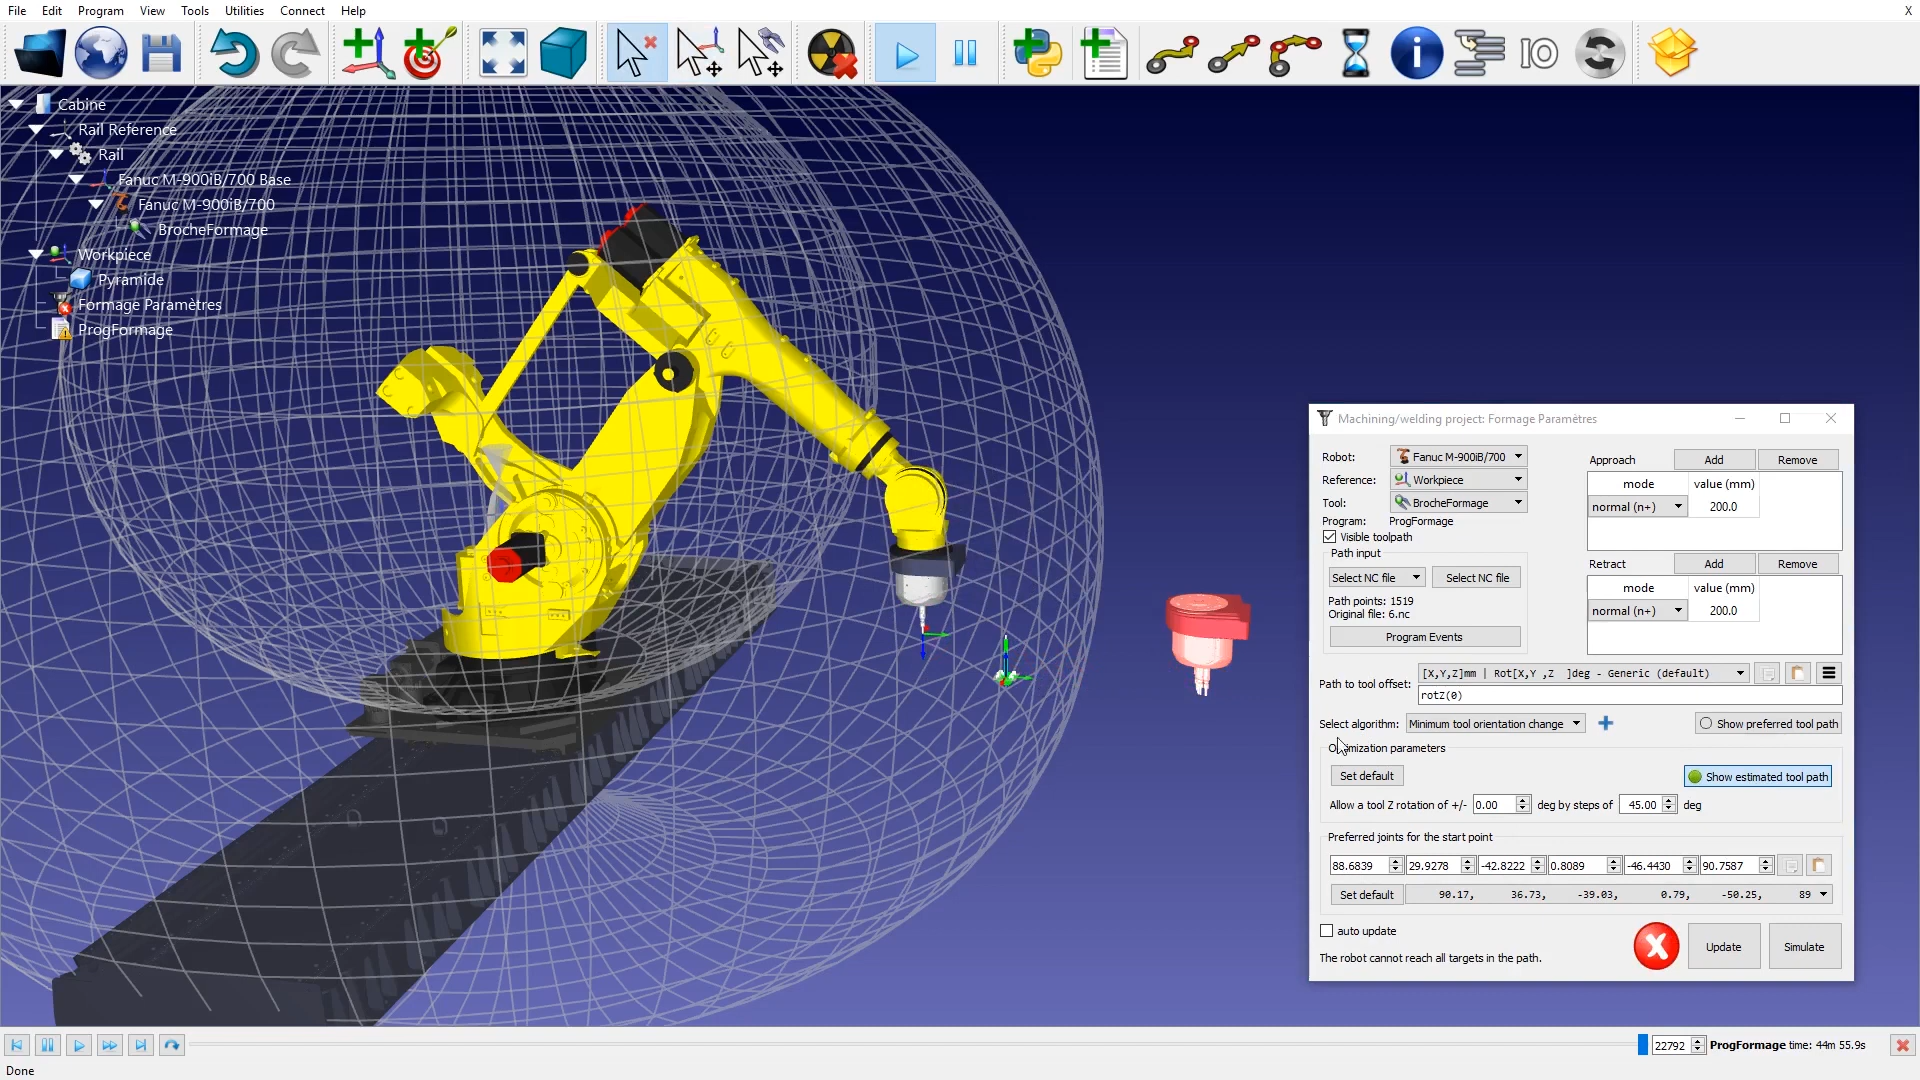 File Edit Program View Tools Utilities Connect Help X
IO
Cabine
Rail Reference
Rail
Fanuc M-900iB/700 Base
Fanuc M-900iB/700
BrocheFormage
Workpiece
Pyramide
Formage Paramètres
ProgFormage
Machining/welding project: Formage Paramètres
Robot: Fanuc M-900iB/700
Reference: Workpiece
Tool: BrocheFormage
Program: ProgFormage
Visible toolpath
Path input
Select NC file Select NC file
Path points: 1519
Original file: 6.nc
Program Events
Approach Add Remove
mode value (mm)
normal (n+) 200.0
Retract Add Remove
mode value (mm)
normal (n+) 200.0
Path to tool offset: [X,Y,Z]mm | Rot[X,Y ,Z ]deg - Generic (default)
rotZ(0)
Select algorithm: Minimum tool orientation change Show preferred tool path
Optimization parameters
Set default Show estimated tool path
Allow a tool Z rotation of +/- 0.00 deg by steps of 45.00 deg
Preferred joints for the start point
88.6839 29.9278 -42.8222 0.8089 -46.4430 90.7587
Set default 90.17, 36.73, -39.03, 0.79, -50.25, 89
auto update
The robot cannot reach all targets in the path.
Update Simulate
22792 ProgFormage time: 44m 55.9s
Done